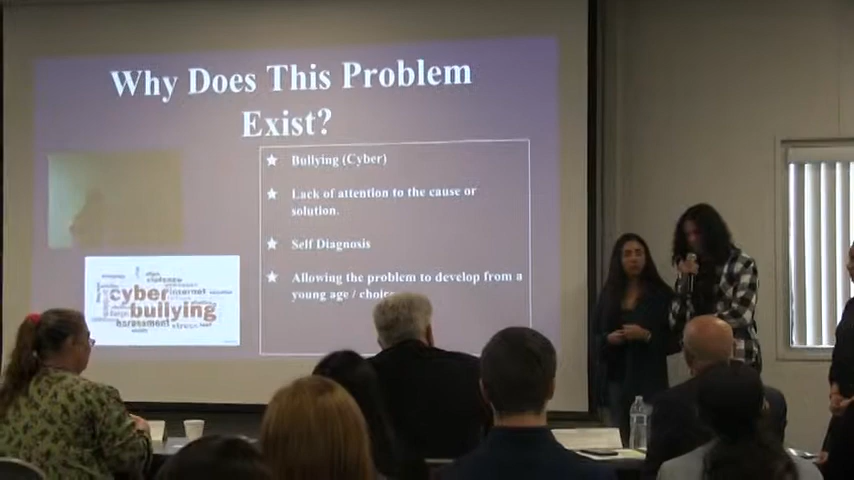 Why Does This Problem
Exist?
Bullying (Cyber)
Lack of attention to the cause or
solution.
Self Diagnosis
Allowing the problem to develop from a
young age / choice
cyber
internet
bullying
harassment
stress